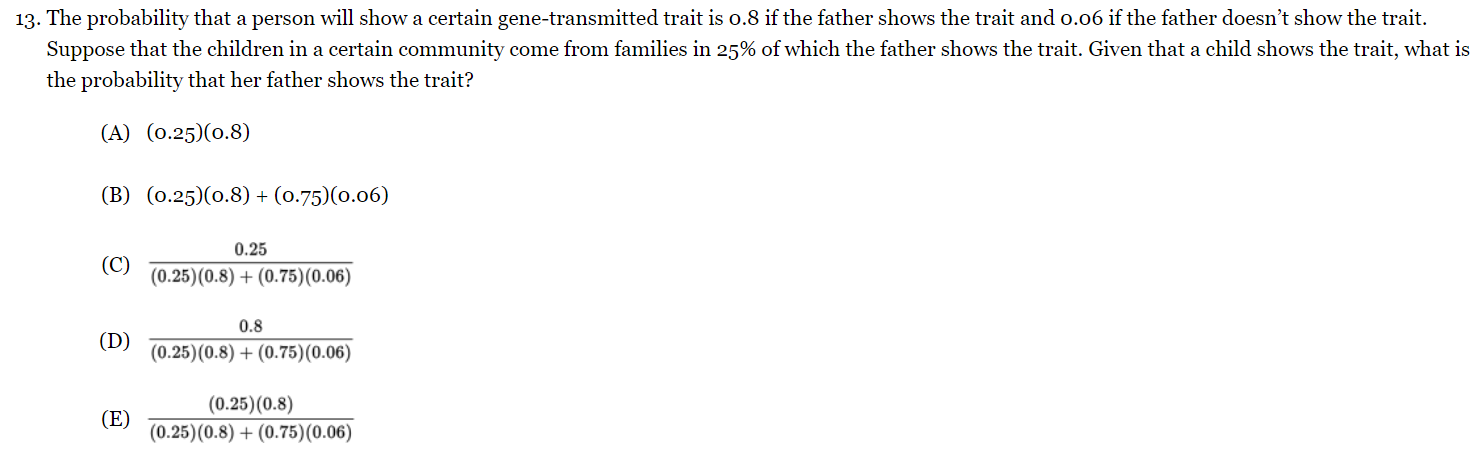 13. The probability that a person will show a certain gene-transmitted trait is 0.8 if the father shows the trait and 0.06 if the father doesn’t show the trait.
Suppose that the children in a certain community come from families in 25% of which the father shows the trait. Given that a child shows the trait, what is
the probability that her father shows the trait?
(A) (0.25)(0.8)
(B) (0.25)(0.8) + (0.75)(0.06)
0.25
(C)
(0.25)(0.8) + (0.75)(0.06)
0.8
(D)
(0.25)(0.8) + (0.75)(0.06)
(0.25)(0.8)
(E)
(0.25)(0.8) + (0.75)(0.06)